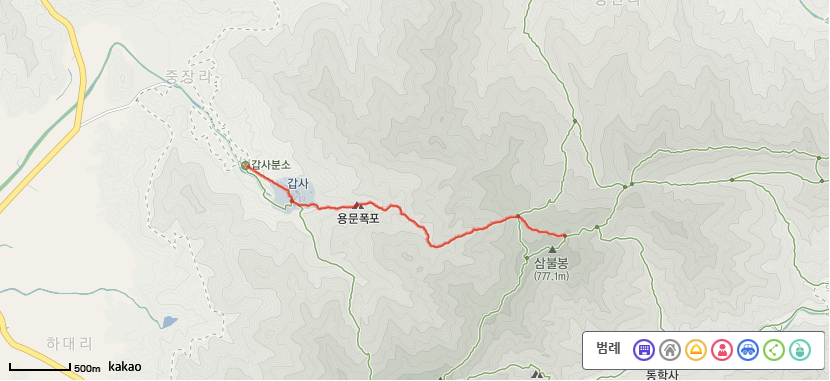 중장리
갑사분소
갑사
용문폭포
삼불봉
(777.1m)
하대리
범례
동학사
500m kakao